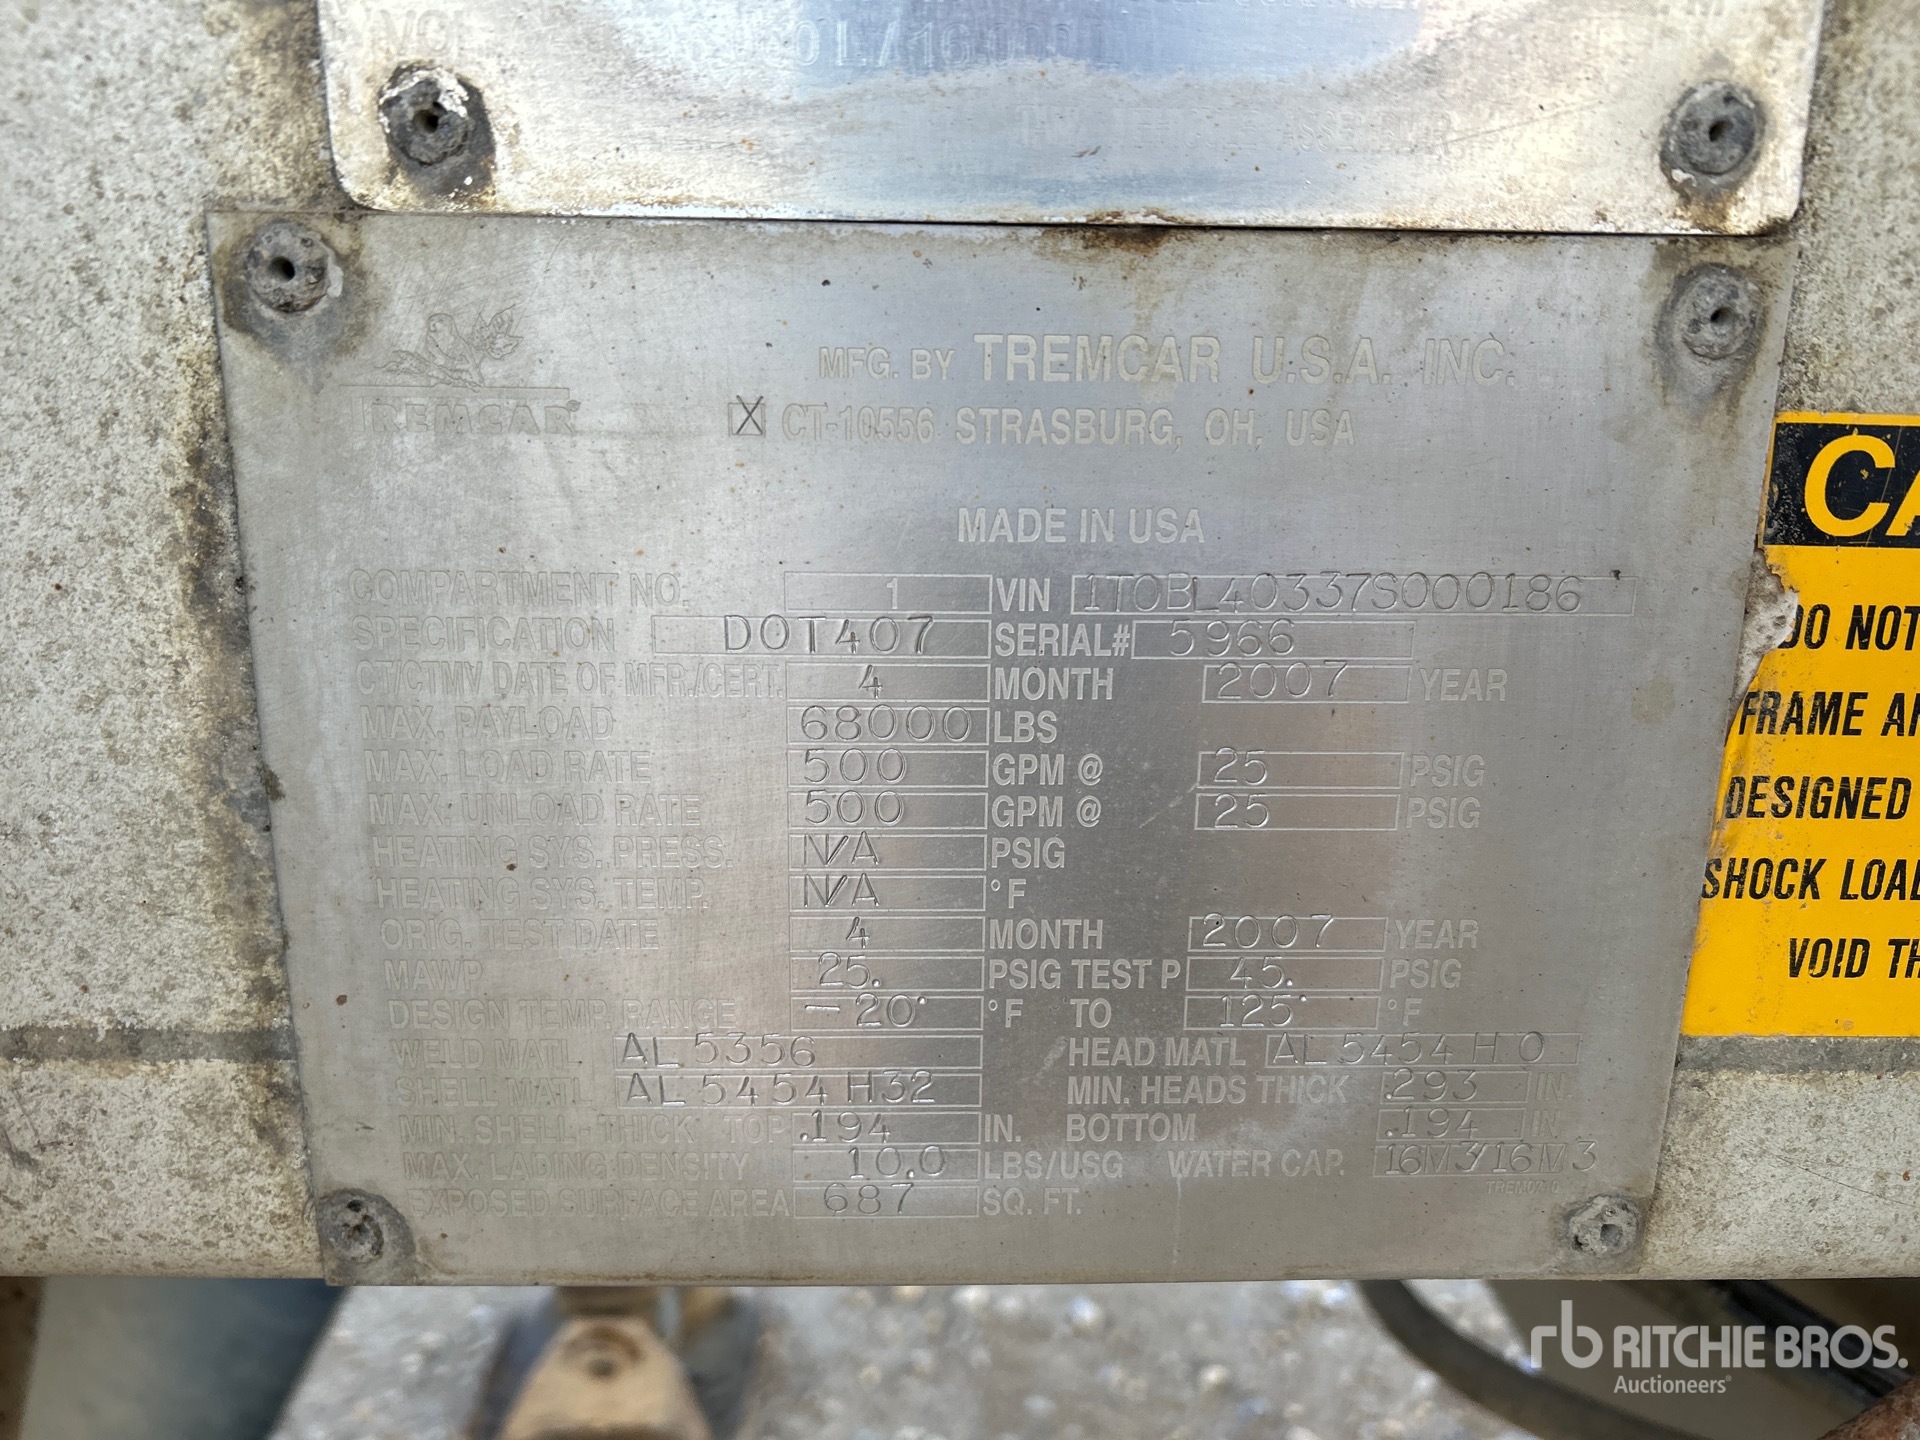 MFG. BY TREMCAR U.S.A. INC.
TREMCAR®
X CT-10556 STRASBURG, OH, USA
MADE IN USA
COMPARTMENT NO. 1 VIN 1T0BL40337S000186
SPECIFICATION DOT407 SERIAL# 5966
CT/CTMV DATE OF MFR./CERT. 4 MONTH 2007 YEAR
MAX. PAYLOAD 68000 LBS
MAX. LOAD RATE 500 GPM @ 25 PSIG
MAX. UNLOAD RATE 500 GPM @ 25 PSIG
HEATING SYS. PRESS. N/A PSIG
HEATING SYS. TEMP. N/A °F
ORIG. TEST DATE 4 MONTH 2007 YEAR
MAWP 25. PSIG TEST P 45. PSIG
DESIGN TEMP. RANGE -20° °F TO 125° °F
WELD MATL AL 5356 HEAD MATL AL 5454 H 0
SHELL MATL AL 5454 H32 MIN. HEADS THICK .293 IN.
MIN. SHELL-THICK TOP .194 IN. BOTTOM .194 IN.
MAX. LADING DENSITY 10.0 LBS/USG WATER CAP. 16M3/16M3
EXPOSED SURFACE AREA 687 SQ. FT.
CA
DO NOT
FRAME
DESIGNED
SHOCK
VOID
rb RITCHIE BROS.
Auctioneers